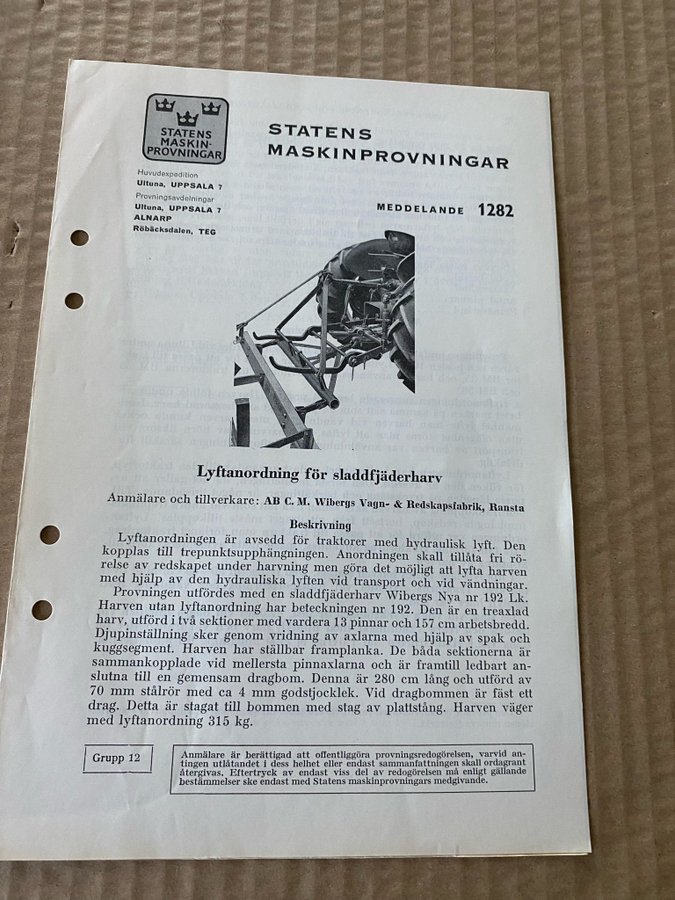 STATENS
MASKIN-
PROVNINGAR
STATENS
MASKINPROVNINGAR
Huvudexpedition
Ultuna, UPPSALA 7
Provningsavdelningar
Ultuna, UPPSALA 7
ALNARP
Röbäcksdalen, TEG
MEDDELANDE 1282
Lyftanordning för sladdfjäderharv
Anmälare och tillverkare: AB C. M. Wibergs Vagn- & Redskapsfabrik, Ransta
Beskrivning
Lyftanordningen är avsedd för traktorer med hydraulisk lyft. Den
kopplas till trepunktsupphängningen. Anordningen skall tillåta fri rö-
relse av redskapet under harvning men göra det möjligt att lyfta harven
med hjälp av den hydrauliska lyften vid transport och vid vändningar.
Provningen utfördes med en sladdfjäderharv Wibergs Nya nr 192 Lk.
Harven utan lyftanordning har beteckningen nr 192. Den är en treaxlad
harv, utförd i två sektioner med vardera 13 pinnar och 157 cm arbetsbredd.
Djupinställning sker genom vridning av axlarna med hjälp av spak och
kuggsegment. Harven har ställbar framplanka. De båda sektionerna är
sammankopplade vid mellersta pinnaxlarna och är framtill ledbart an-
slutna till en gemensam dragbom. Denna är 280 cm lång och utförd av
70 mm stålrör med ca 4 mm godstjocklek. Vid dragbommen är fäst ett
drag. Detta är stagat till bommen med stag av plattstång. Harven väger
med lyftanordning 315 kg.
Grupp 12
Anmälare är berättigad att offentliggöra provningsredogörelsen, varvid an-
tingen utlåtandet i dess helhet eller endast sammanfattningen skall ordagrant
återgivas. Eftertryck av endast viss del av redogörelsen må enligt gällande
bestämmelser ske endast med Statens maskinprovningars medgivande.